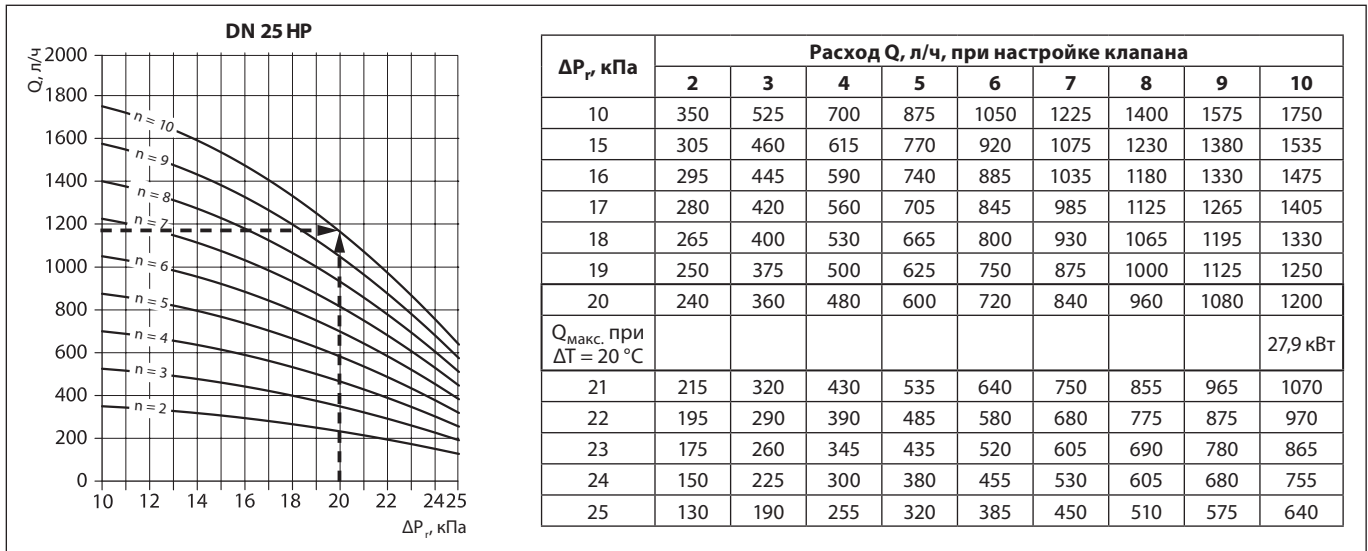 DN 25 HP
Q, л/ч
2000
1800
1600
1400
1200
1000
800
600
400
200
0
n = 10
n = 9
n = 8
n = 7
n = 6
n = 5
n = 4
n = 3
n = 2
10 12 14 16 18 20 22 24 25
ΔPr, кПа
ΔPr, кПа Расход Q, л/ч, при настройке клапана
2 3 4 5 6 7 8 9 10
10 350 525 700 875 1050 1225 1400 1575 1750
15 305 460 615 770 920 1075 1230 1380 1535
16 295 445 590 740 885 1035 1180 1330 1475
17 280 420 560 705 845 985 1125 1265 1405
18 265 400 530 665 800 930 1065 1195 1330
19 250 375 500 625 750 875 1000 1125 1250
20 240 360 480 600 720 840 960 1080 1200
Qмакс. при
ΔT = 20 °C 27,9 кВт
21 215 320 430 535 640 750 855 965 1070
22 195 290 390 485 580 680 775 875 970
23 175 260 345 435 520 605 690 780 865
24 150 225 300 380 455 530 605 680 755
25 130 190 255 320 385 450 510 575 640